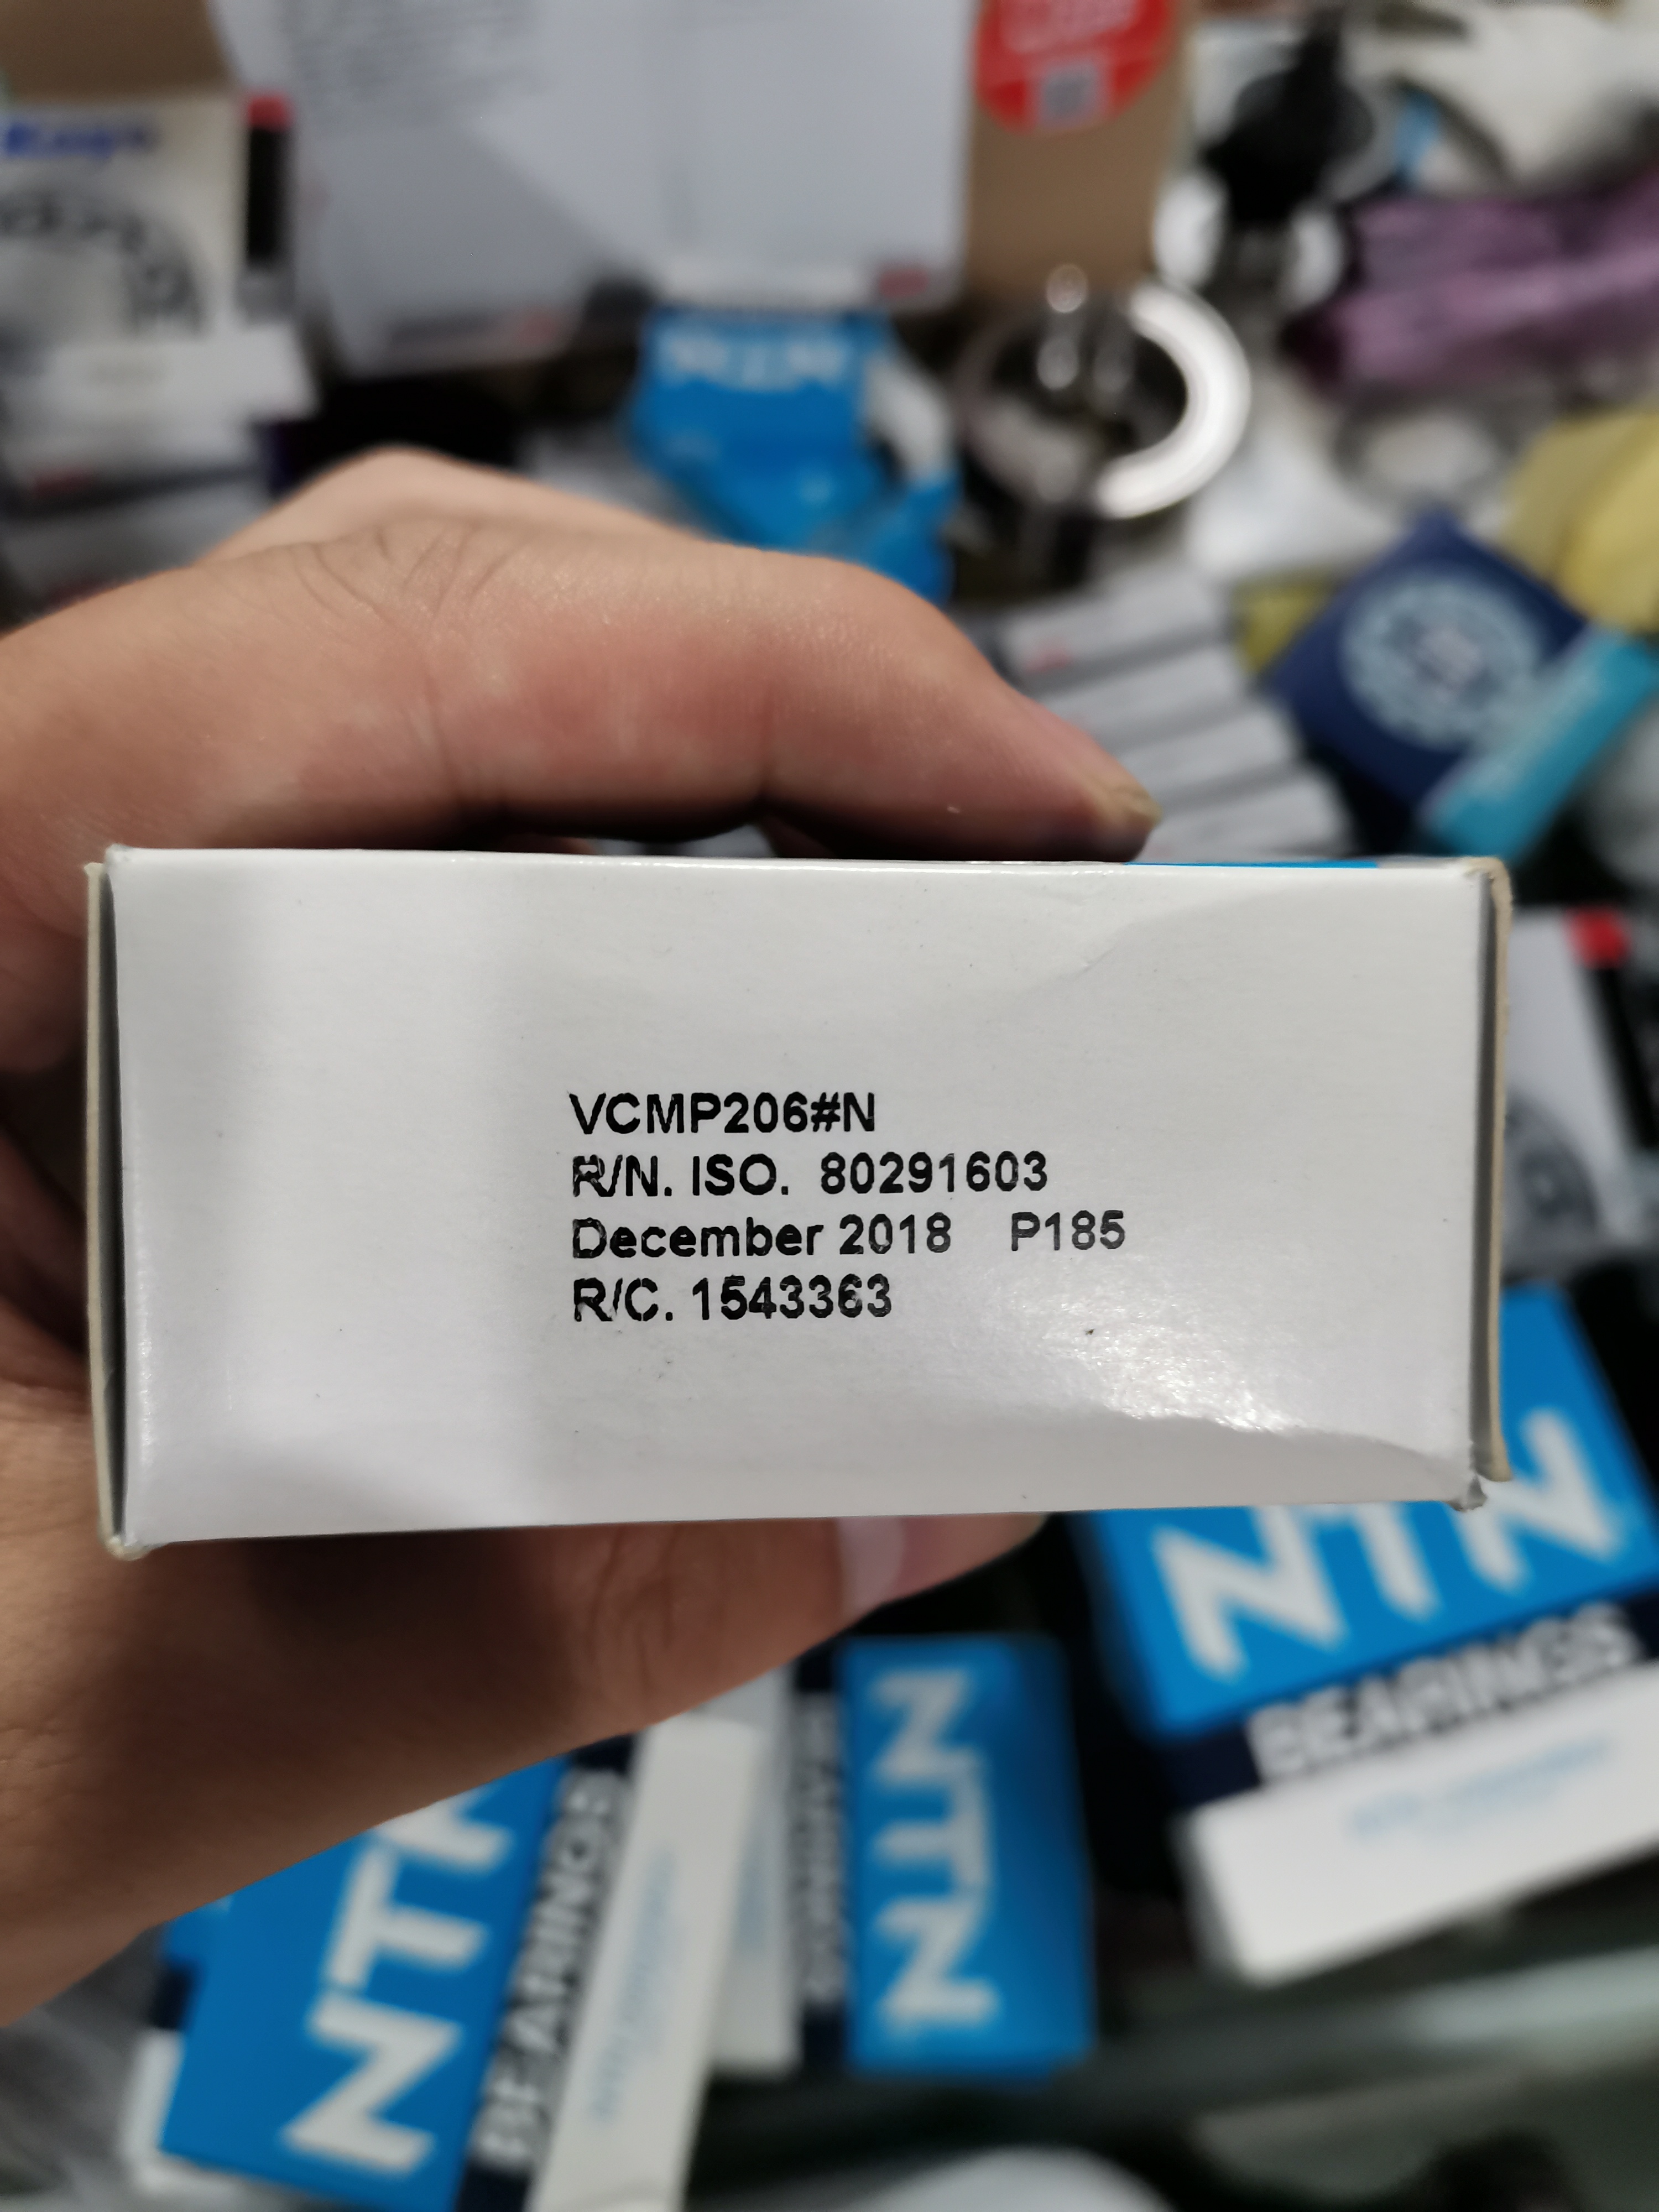 VCMP206#N
R/N. ISO. 80291603
December 2018 P185
R/C. 1543363
NTN
BEARINGS
NTN
NTN
BEARINGS